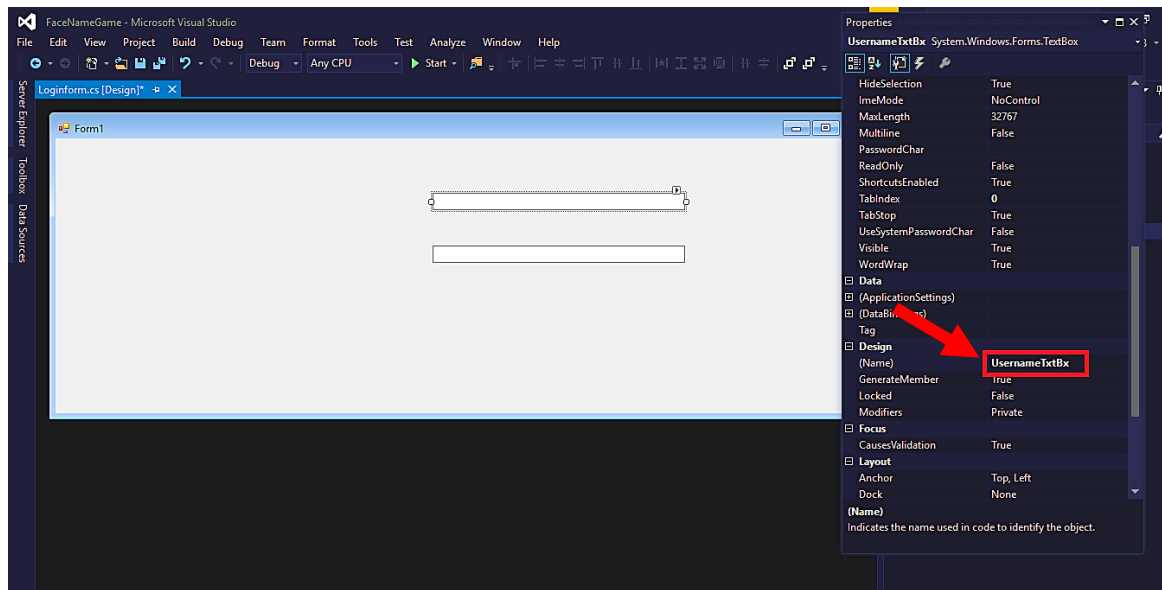 FaceNameGame - Microsoft Visual Studio
File Edit View Project Build Debug Team Format Tools Test Analyze Window Help
Debug Any CPU Start
Server Explorer
Toolbox
Data Sources
Loginform.cs [Design]*
Form1
Properties
UsernameTxtBx System.Windows.Forms.TextBox
HideSelection True
ImeMode NoControl
MaxLength 32767
Multiline False
PasswordChar
ReadOnly False
ShortcutsEnabled True
TabIndex 0
TabStop True
UseSystemPasswordChar False
Visible True
WordWrap True
Data
(ApplicationSettings)
Tag
Design
(Name) UsernameTxtBx
GenerateMember True
Locked False
Modifiers Private
Focus
CausesValidation True
Layout
Anchor Top, Left
Dock None
(Name)
Indicates the name used in code to identify the object.